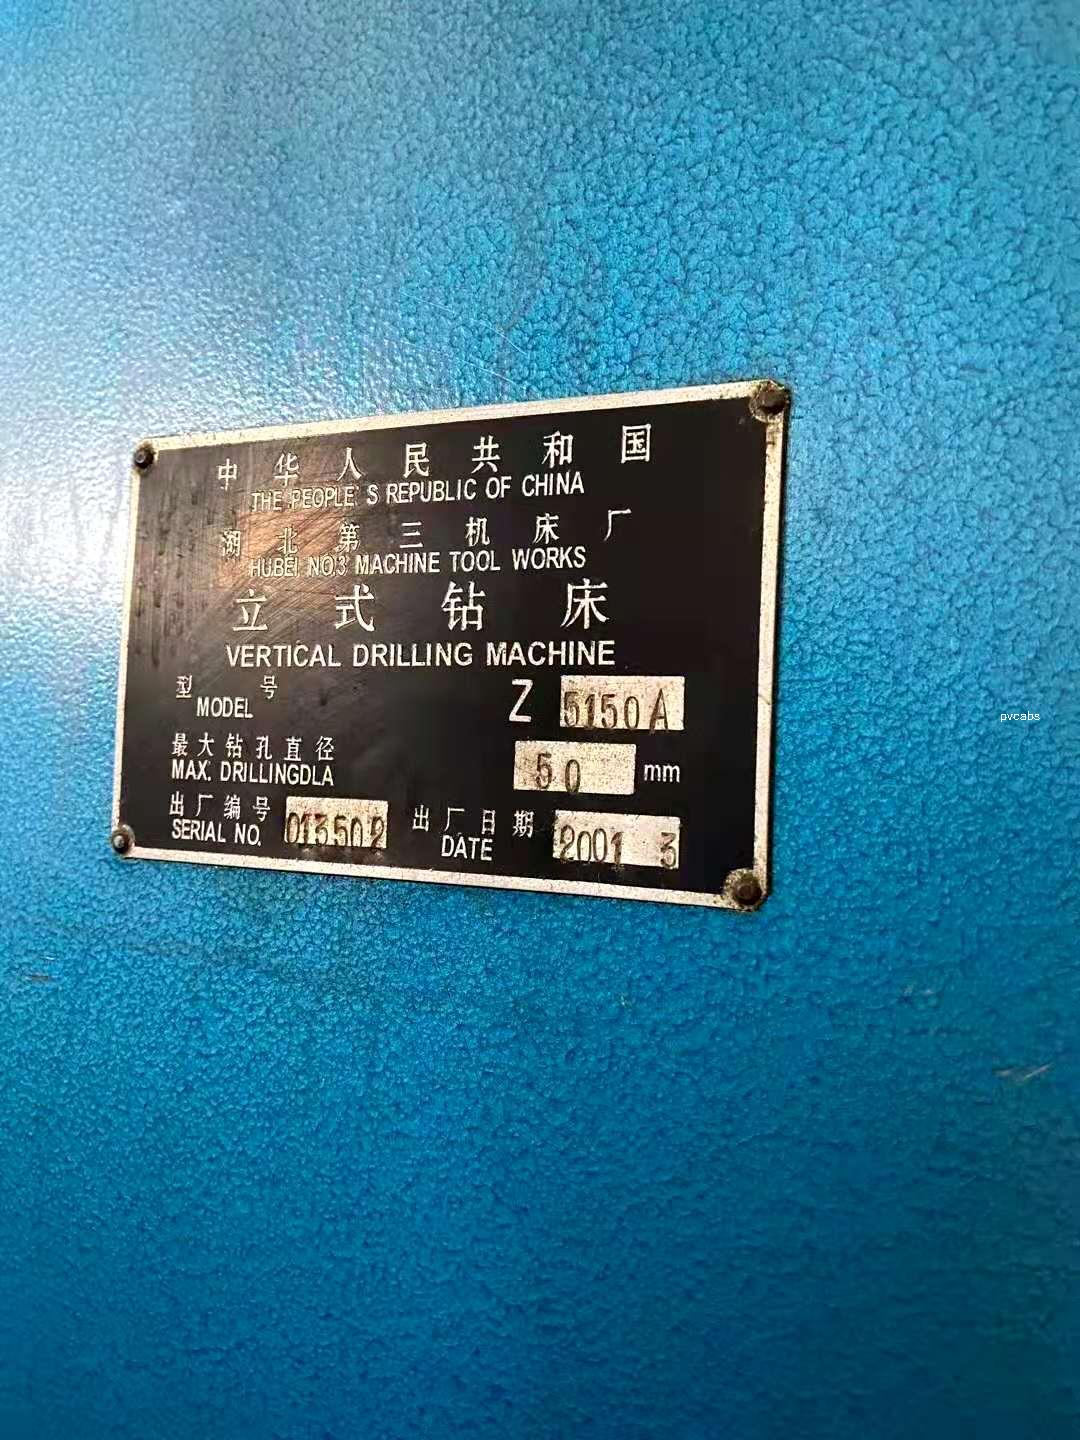 中华人民共和国
THE PEOPLE'S REPUBLIC OF CHINA
湖北第三机床厂
HUBEI NO.3 MACHINE TOOL WORKS
立式钻床
VERTICAL DRILLING MACHINE
型号
MODEL Z 5150A
最大钻孔直径
MAX. DRILLINGDLA 50 mm
出厂编号
SERIAL NO. 013502
出厂日期
DATE 2001 3
pvcabs